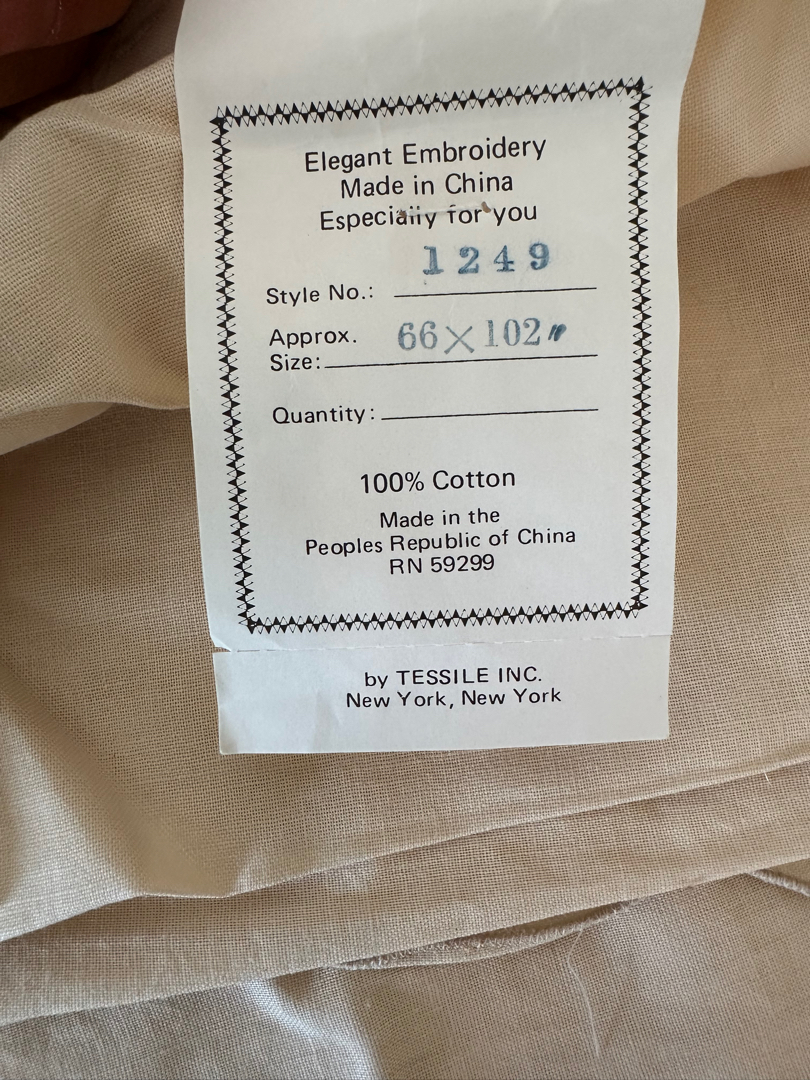 Elegant Embroidery
Made in China
Especially for you
Style No.: 1249
Approx.
Size: 66×102"
Quantity:
100% Cotton
Made in the
Peoples Republic of China
RN 59299
by TESSILE INC.
New York, New York